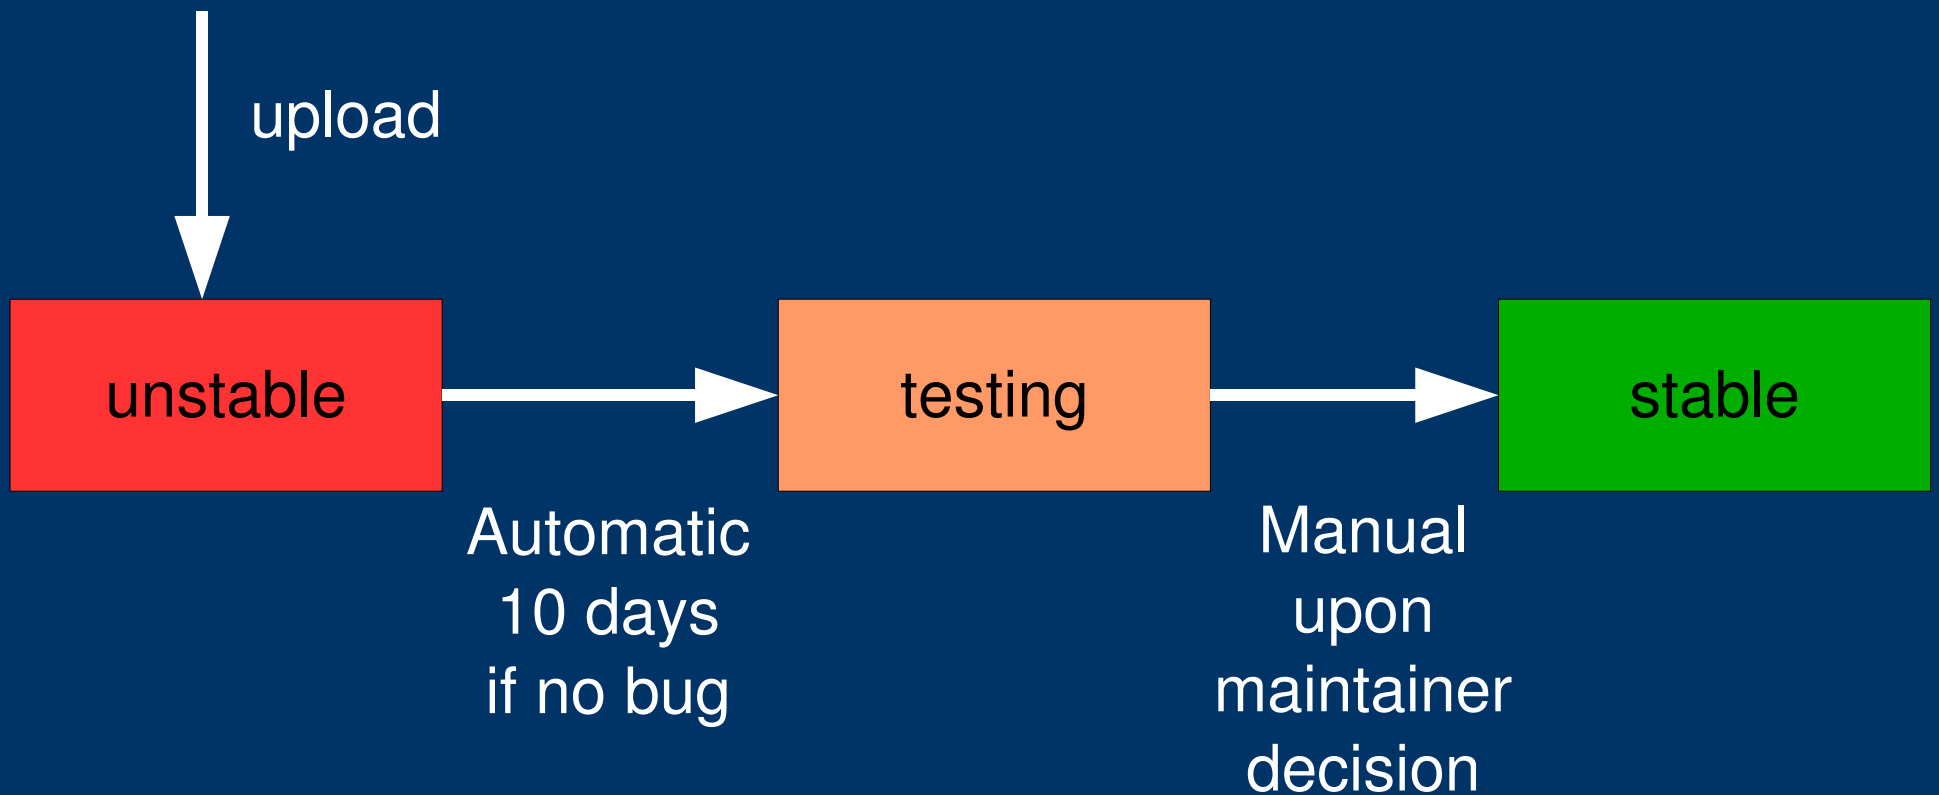 upload
unstable
testing
stable
Automatic
10 days
if no bug
Manual
upon
maintainer
decision